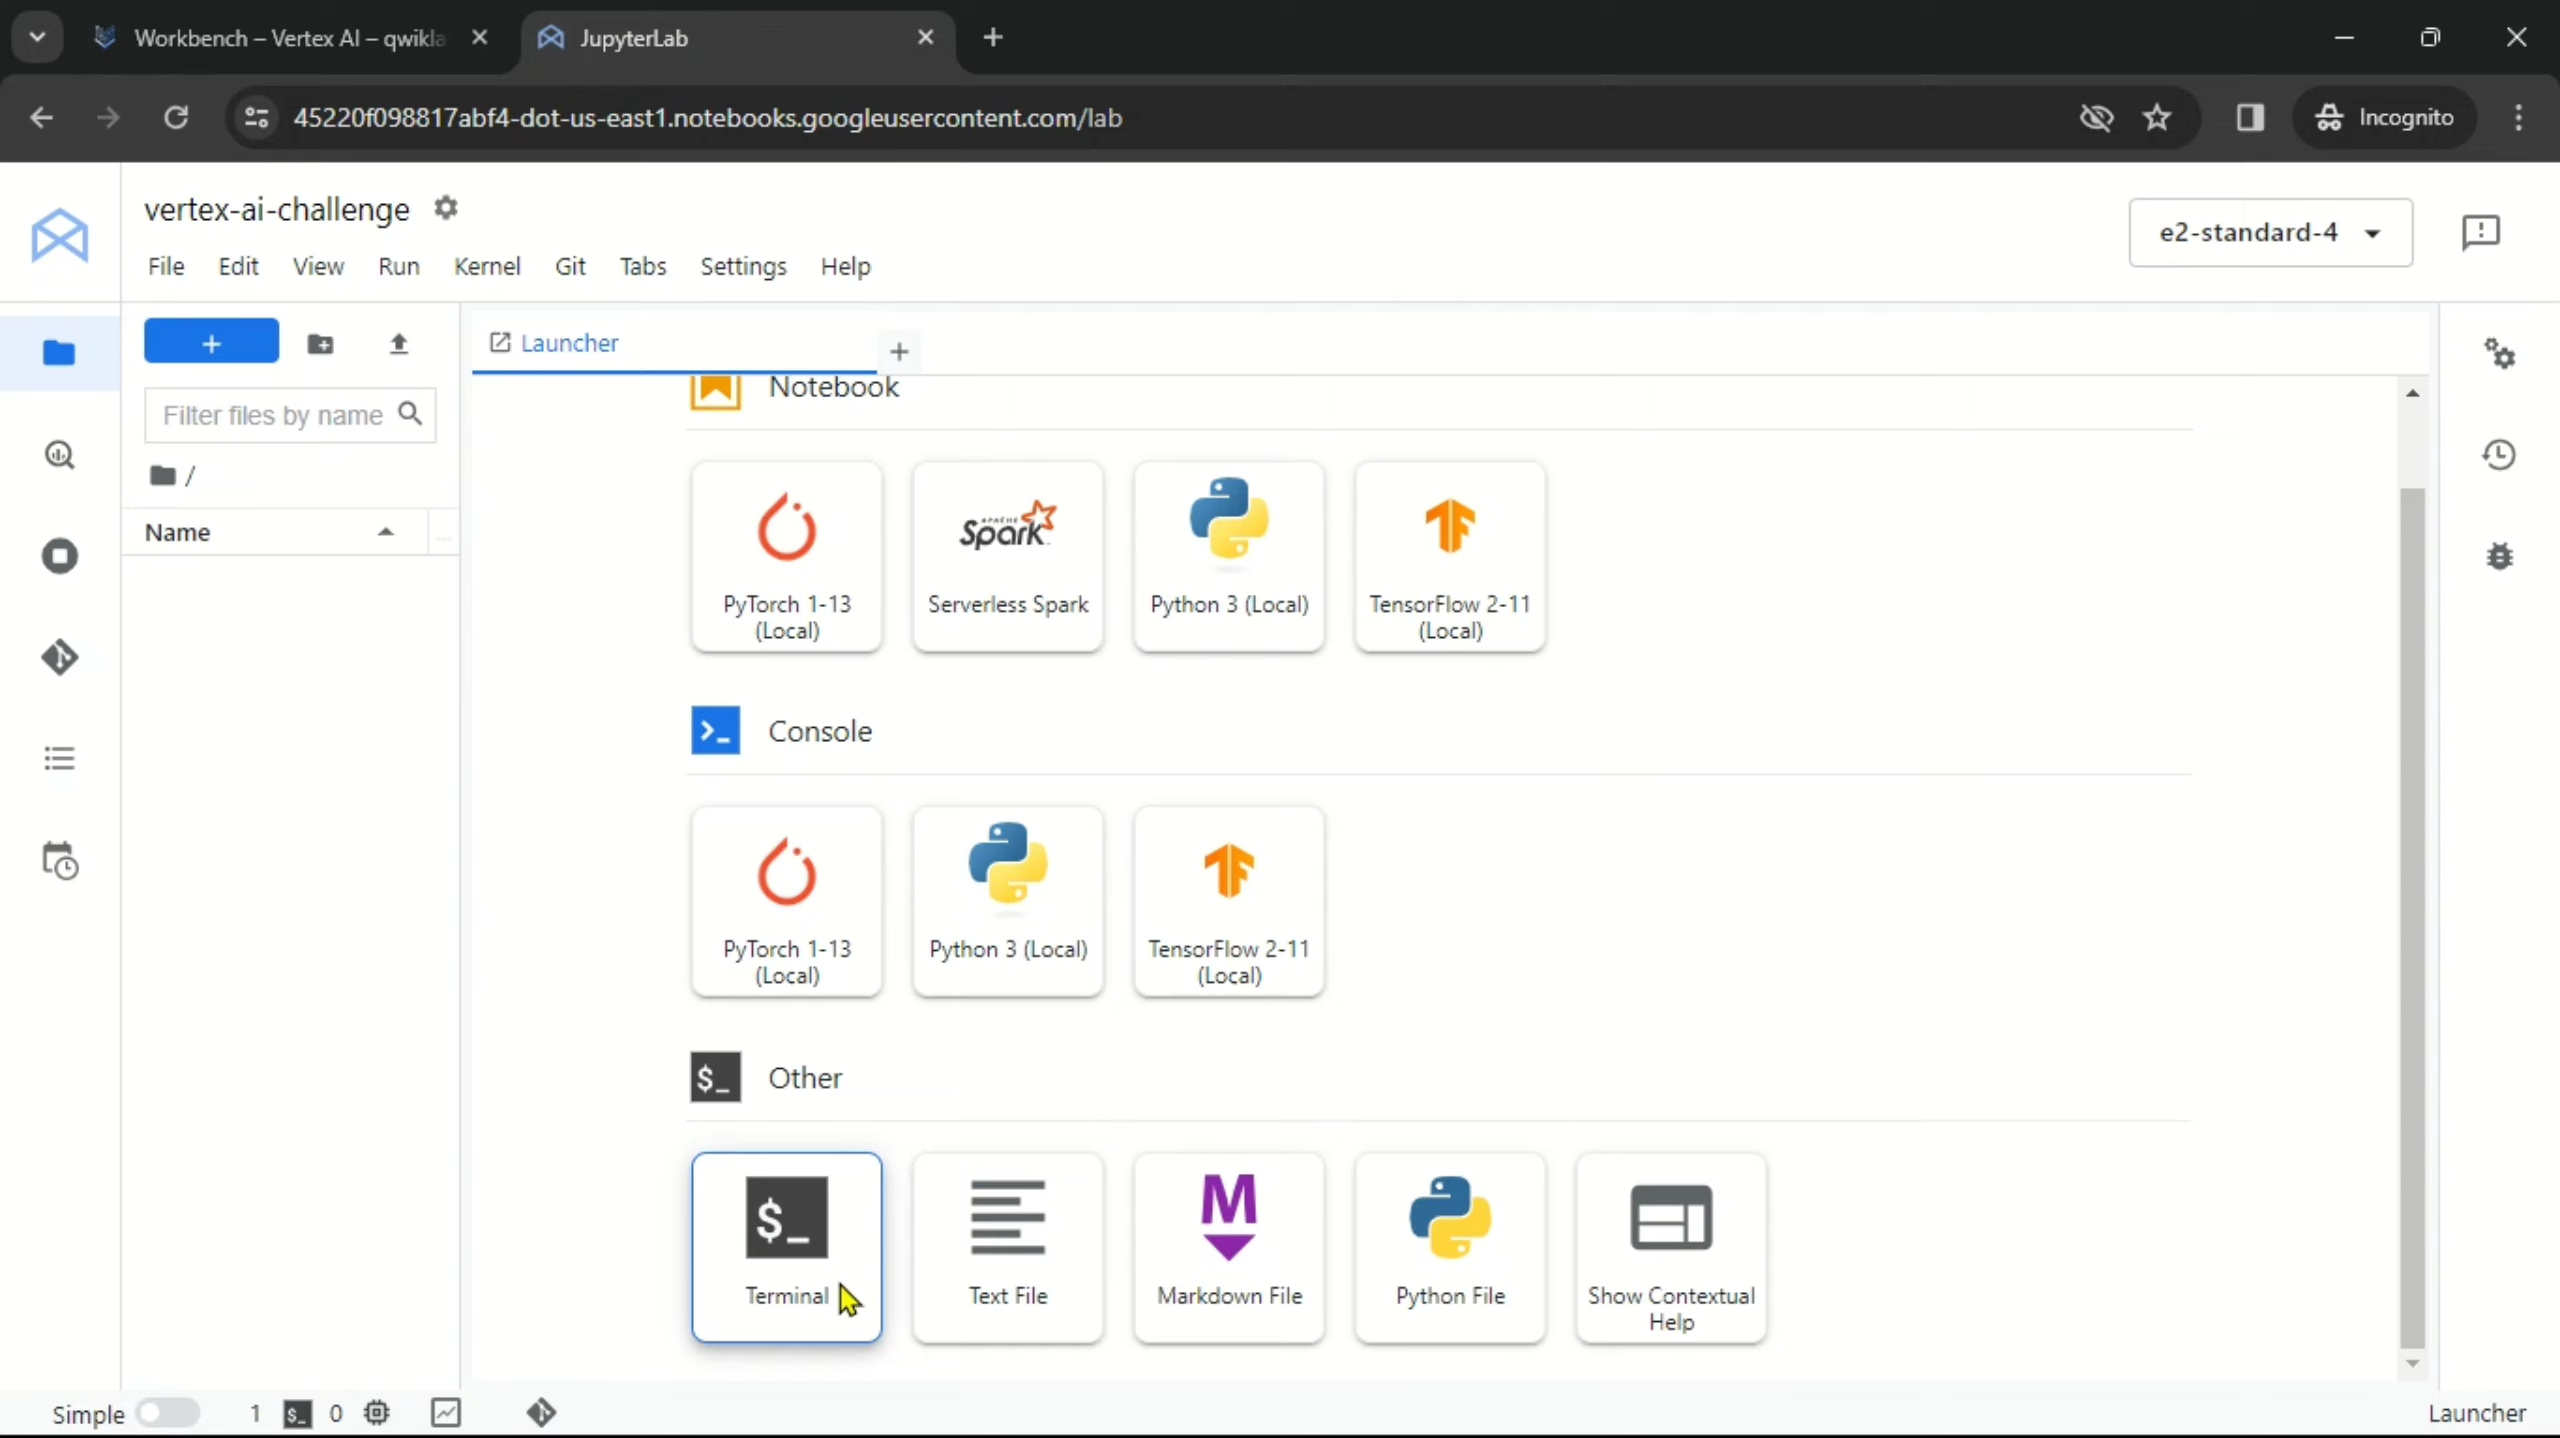 Workbench – Vertex AI – qwikla
JupyterLab
45220f098817abf4-dot-us-east1.notebooks.googleusercontent.com/lab
Incognito
vertex-ai-challenge
File Edit View Run Kernel Git Tabs Settings Help
e2-standard-4
+
Launcher
Filter files by name
/
Name
...
Notebook
PyTorch 1-13
(Local)
APACHE
Spark
Serverless Spark
Python 3 (Local)
TensorFlow 2-11
(Local)
>_ Console
PyTorch 1-13
(Local)
Python 3 (Local)
TensorFlow 2-11
(Local)
$_ Other
$_
Terminal
Text File
M
Markdown File
Python File
Show Contextual
Help
Simple 1 $_ 0
Launcher